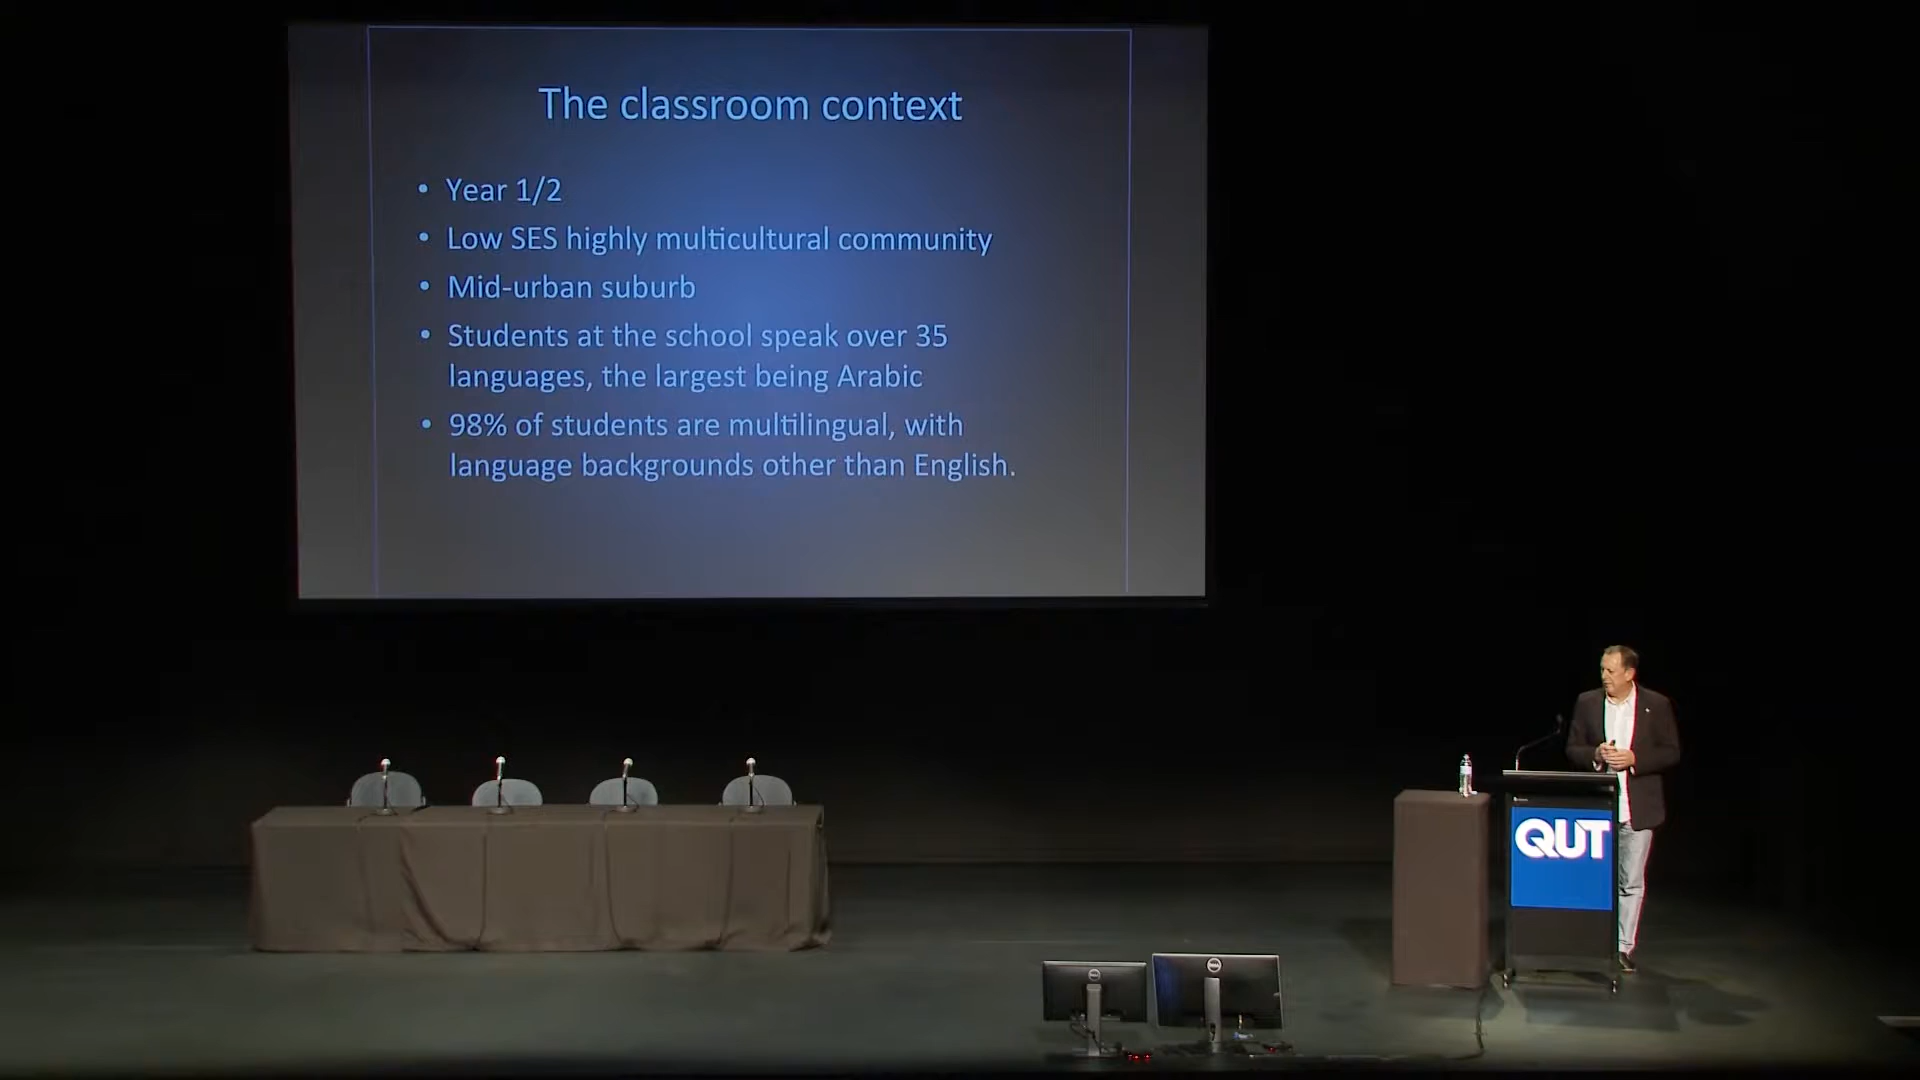 The classroom context
• Year 1/2
• Low SES highly multicultural community
• Mid-urban suburb
• Students at the school speak over 35
languages, the largest being Arabic
• 98% of students are multilingual, with
language backgrounds other than English.
QUT